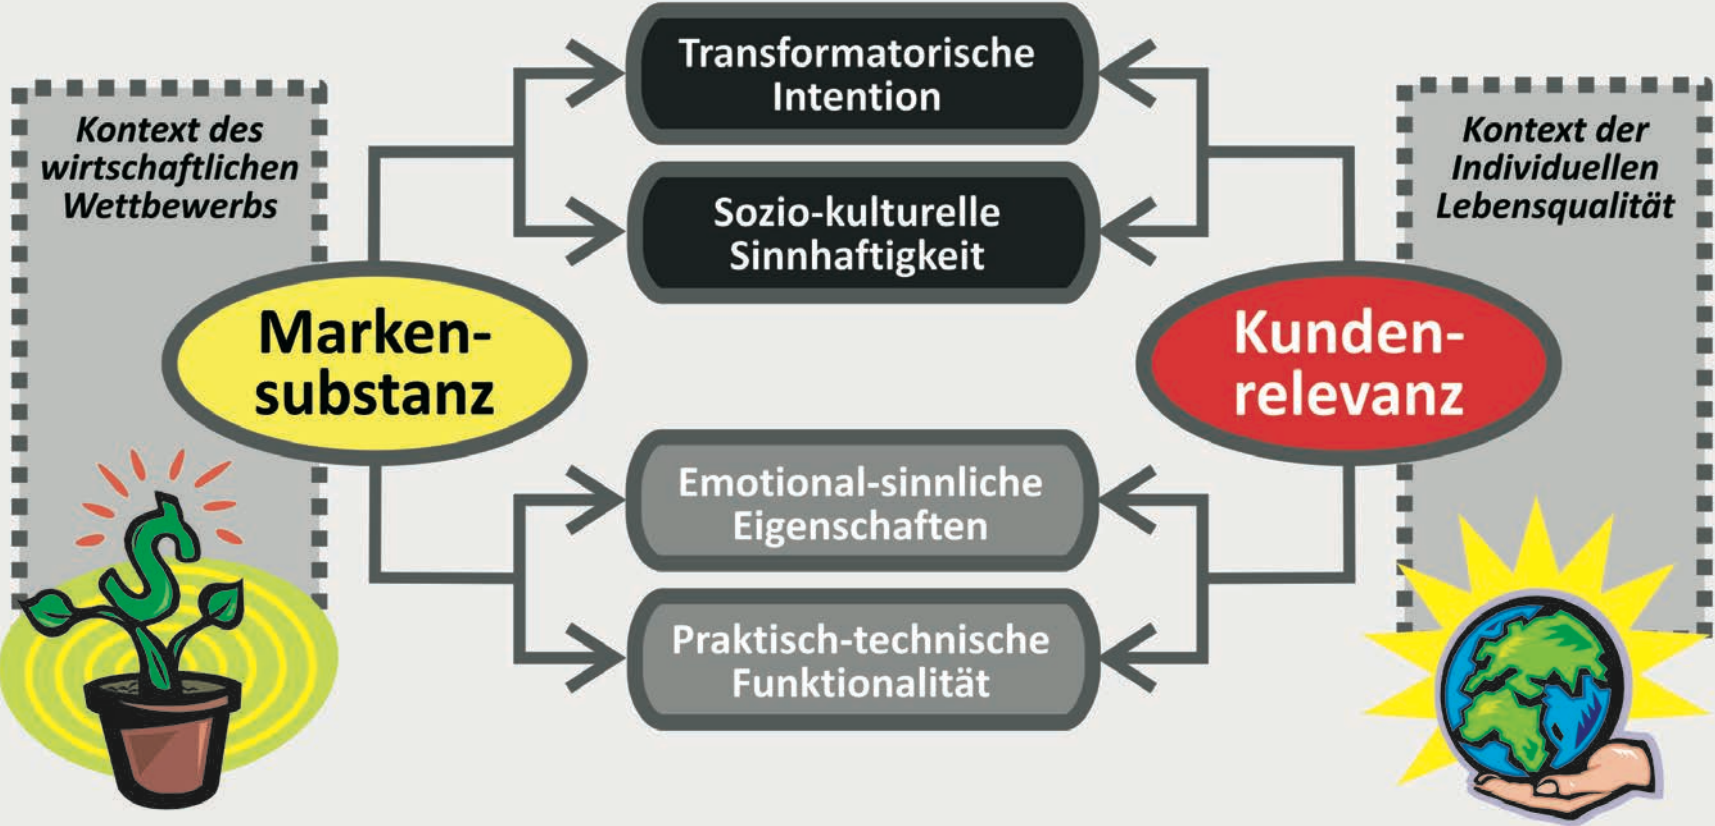 Transformatorische
Intention
Kontext des
wirtschaftlichen
Wettbewerbs
Kontext der
Individuellen
Lebensqualität
Sozio-kulturelle
Sinnhaftigkeit
Marken-
substanz
Kunden-
relevanz
Emotional-sinnliche
Eigenschaften
Praktisch-technische
Funktionalität